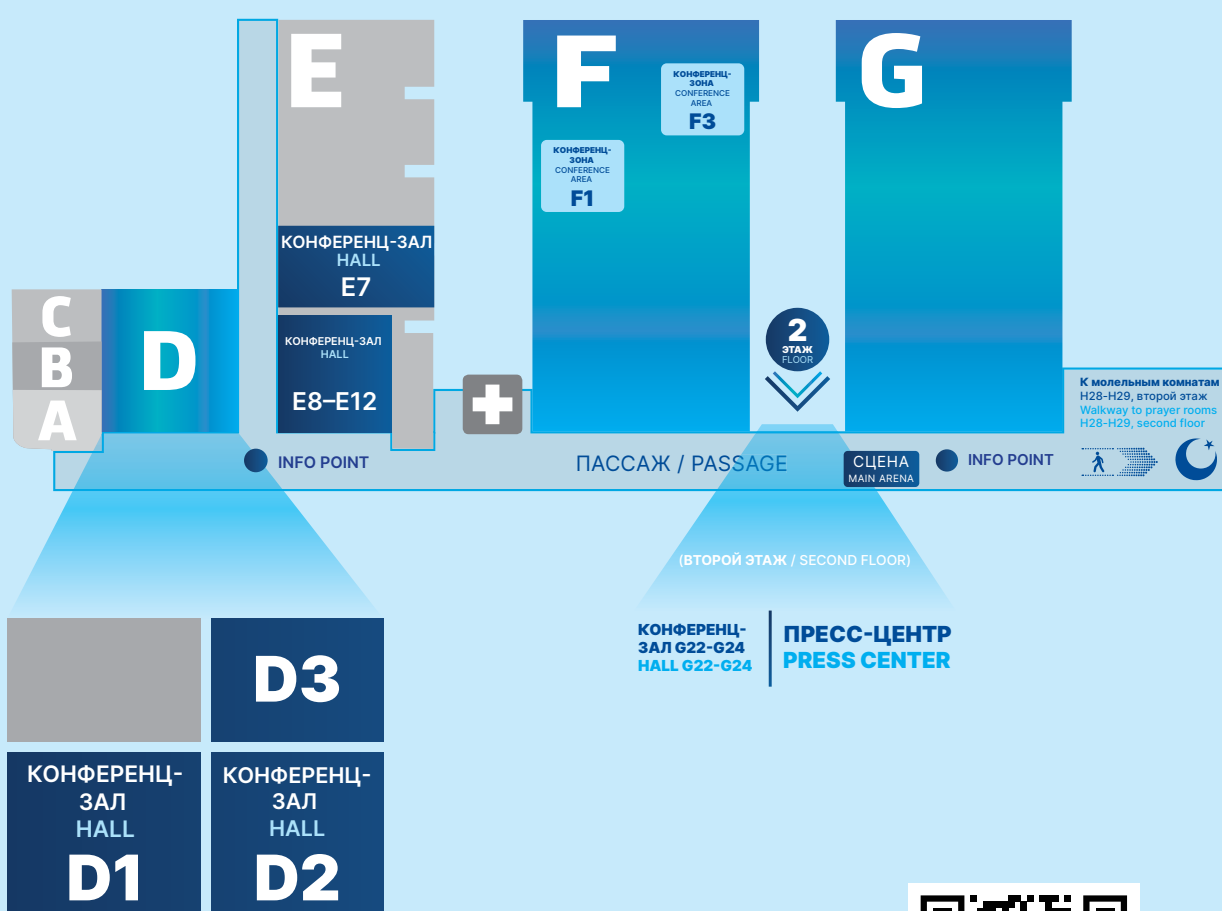 E
F
G
КОНФЕРЕНЦ-
ЗОНА
CONFERENCE
AREA
F3
КОНФЕРЕНЦ-
ЗОНА
CONFERENCE
AREA
F1
КОНФЕРЕНЦ-ЗАЛ
HALL
E7
C
B
A
D
КОНФЕРЕНЦ-ЗАЛ
HALL
E8–E12
2
ЭТАЖ
FLOOR
К молельным комнатам
H28-H29, второй этаж
Walkway to prayer rooms
H28-H29, second floor
INFO POINT
ПАССАЖ / PASSAGE
СЦЕНА
MAIN ARENA
INFO POINT
(ВТОРОЙ ЭТАЖ / SECOND FLOOR)
КОНФЕРЕНЦ-
ЗАЛ G22-G24
HALL G22-G24
ПРЕСС-ЦЕНТР
PRESS CENTER
D3
КОНФЕРЕНЦ-
ЗАЛ
HALL
D1
КОНФЕРЕНЦ-
ЗАЛ
HALL
D2